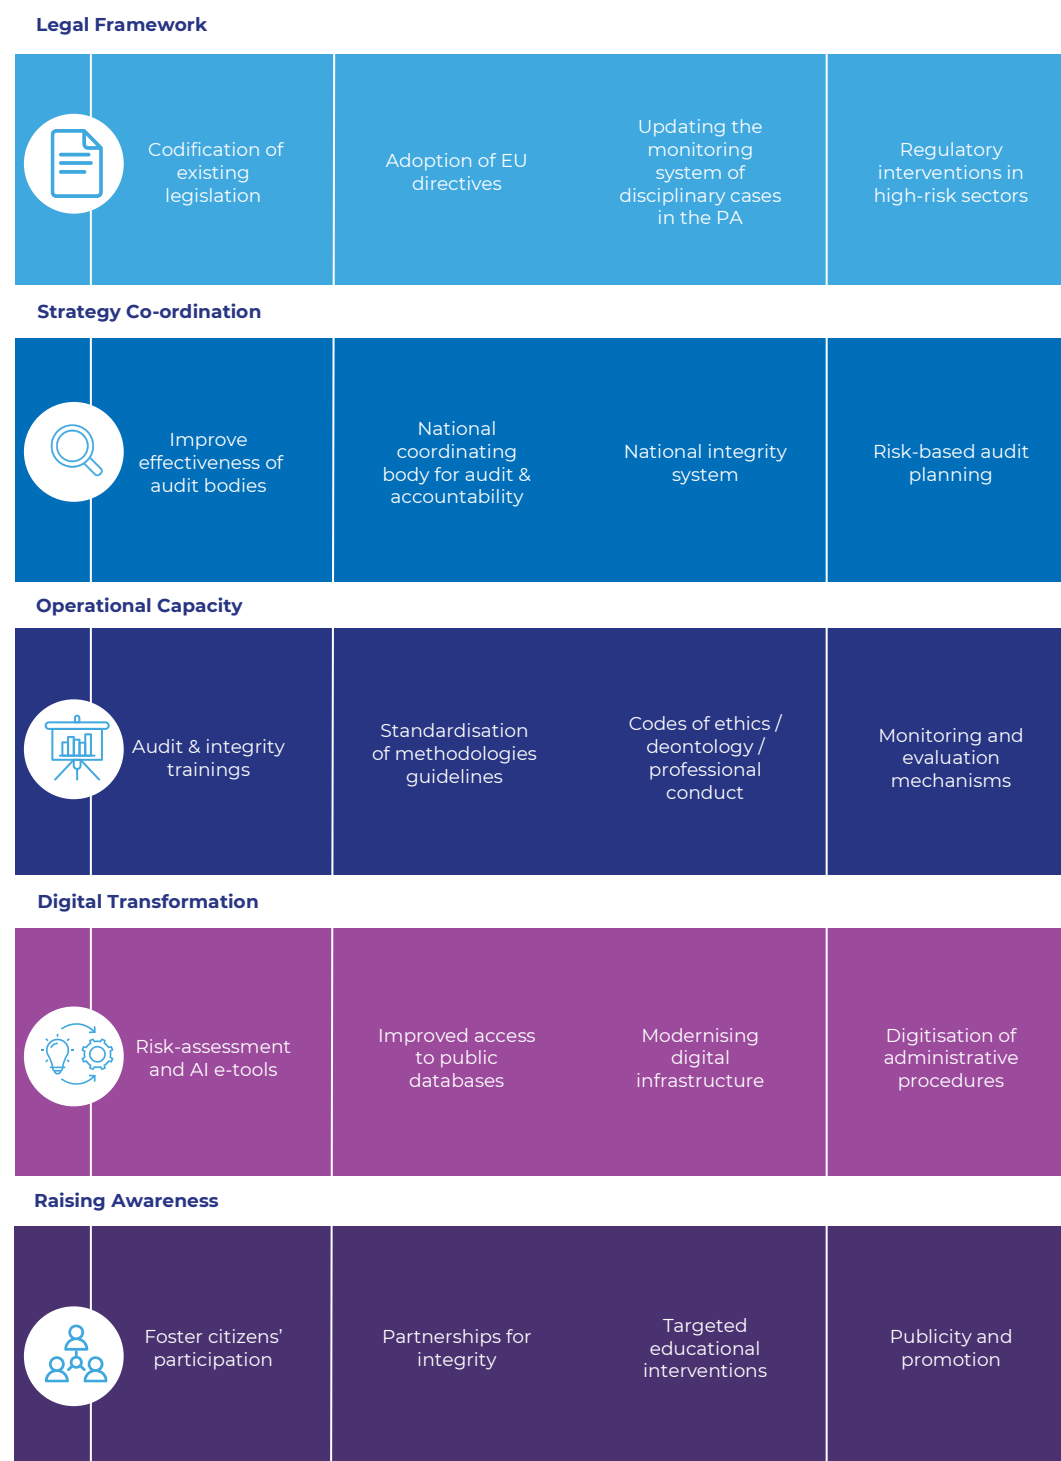 Legal Framework
Codification of
existing
legislation
Adoption of EU
directives
Updating the
monitoring
system of
disciplinary cases
in the PA
Regulatory
interventions in
high-risk sectors
Strategy Co-ordination
Improve
effectiveness of
audit bodies
National
coordinating
body for audit &
accountability
National integrity
system
Risk-based audit
planning
Operational Capacity
Audit & integrity
trainings
Standardisation
of methodologies
guidelines
Codes of ethics /
deontology /
professional
conduct
Monitoring and
evaluation
mechanisms
Digital Transformation
Risk-assessment
and AI e-tools
Improved access
to public
databases
Modernising
digital
infrastructure
Digitisation of
administrative
procedures
Raising Awareness
Foster citizens’
participation
Partnerships for
integrity
Targeted
educational
interventions
Publicity and
promotion